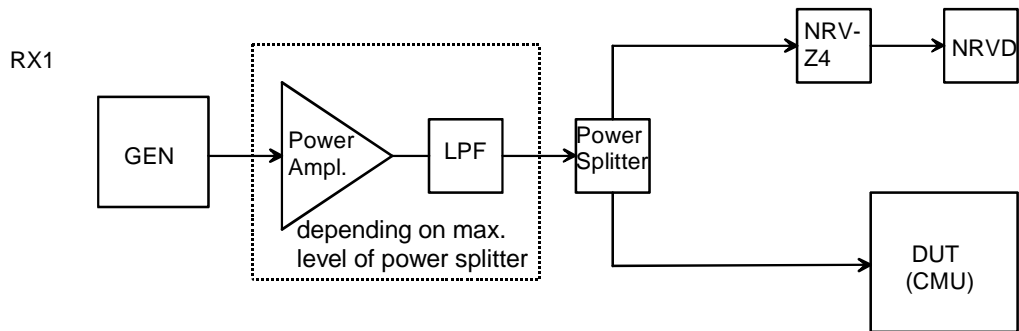 RX1
GEN
Power
Ampl.
LPF
depending on max.
level of power splitter
Power
Splitter
NRV-
Z4
NRVD
DUT
(CMU)